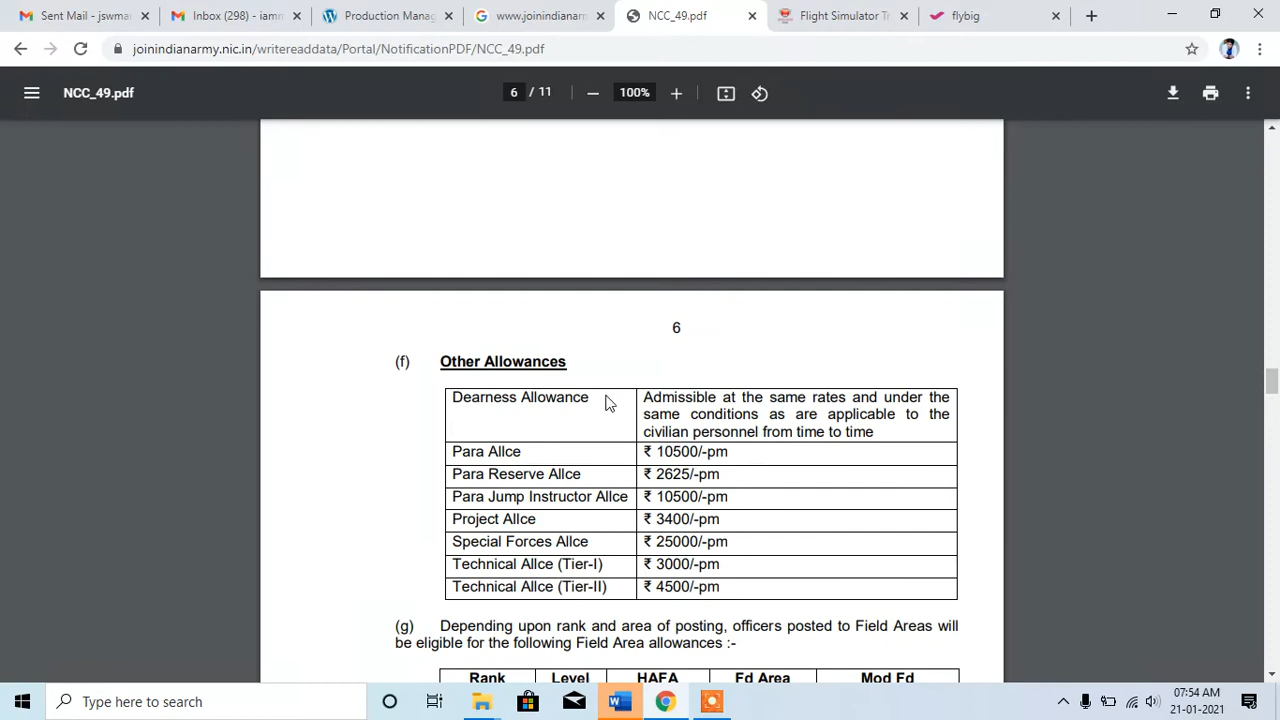 Sent Mail - jswma
Inbox (298) - iamm
Production Manag
www.joinindianarm
NCC_49.pdf
Flight Simulator Tr
flybig
joinindianarmy.nic.in/writereaddata/Portal/NotificationPDF/NCC_49.pdf
NCC_49.pdf
6 / 11
100%
6
(f) Other Allowances
Dearness Allowance
Admissible at the same rates and under the
same conditions as are applicable to the
civilian personnel from time to time
Para Allce ₹ 10500/-pm
Para Reserve Allce ₹ 2625/-pm
Para Jump Instructor Allce ₹ 10500/-pm
Project Allce ₹ 3400/-pm
Special Forces Allce ₹ 25000/-pm
Technical Allce (Tier-I) ₹ 3000/-pm
Technical Allce (Tier-II) ₹ 4500/-pm
(g) Depending upon rank and area of posting, officers posted to Field Areas will
be eligible for the following Field Area allowances :-
Rank Level HAFA Fd Area Mod Fd
Type here to search
07:54 AM
21-01-2021